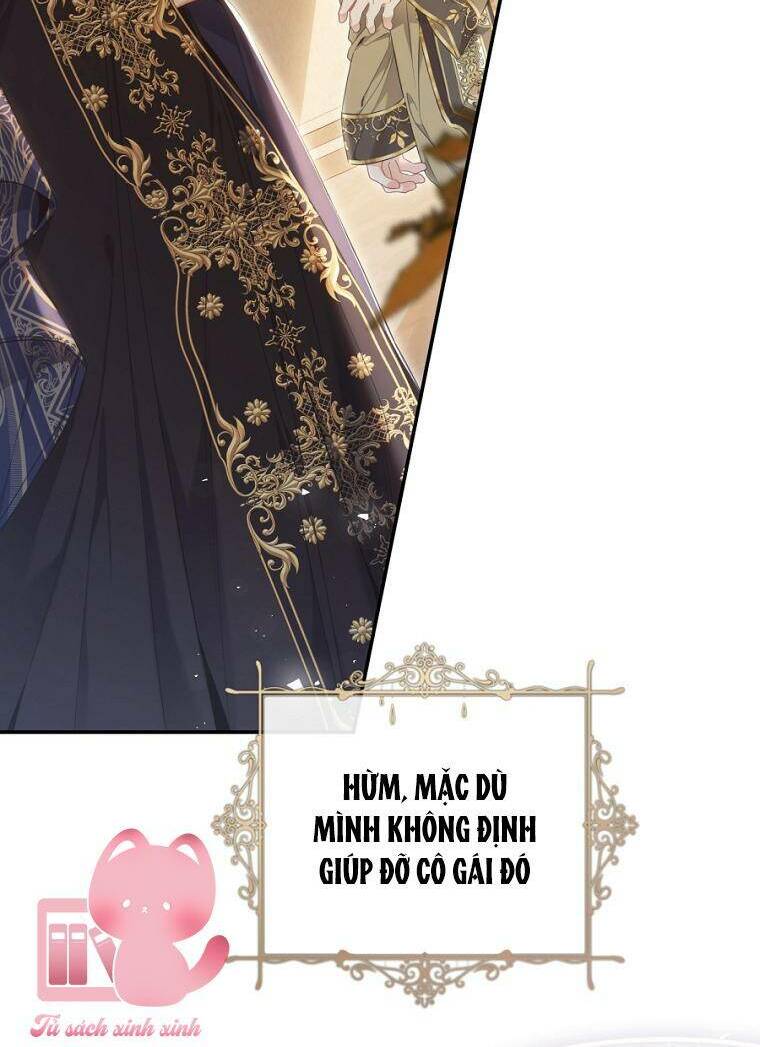 HỪM, MẶC DÙ
MÌNH KHÔNG ĐỊNH
GIÚP ĐỠ CÔ GÁI ĐÓ
Tủ sách xinh xinh